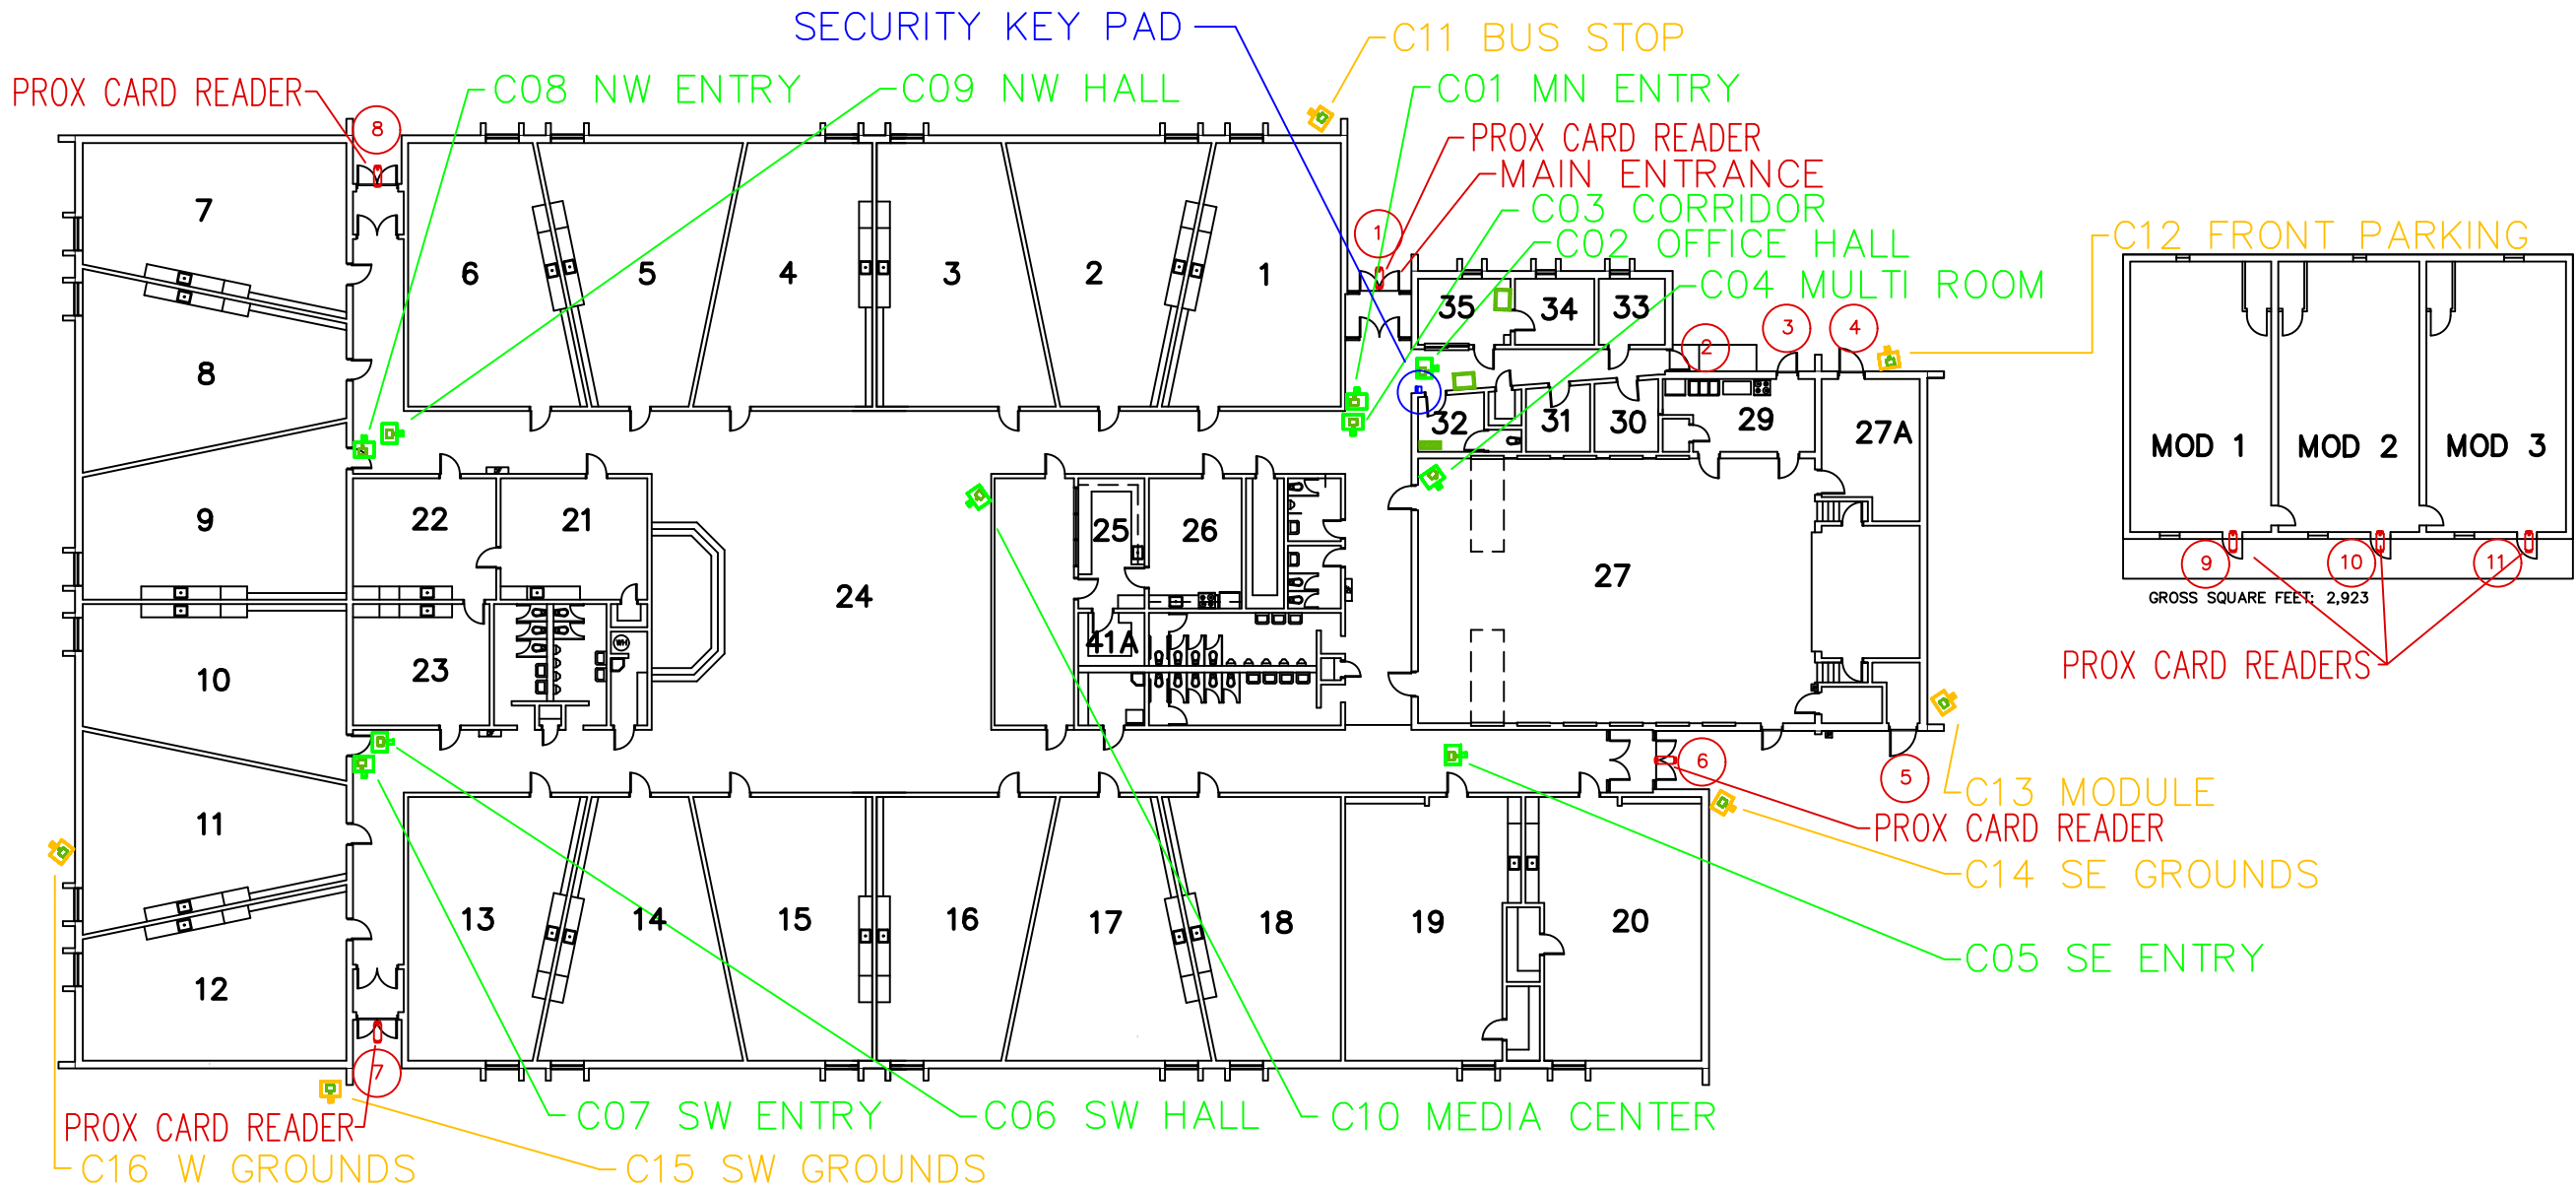 SECURITY KEY PAD
C11 BUS STOP
PROX CARD READER
C08 NW ENTRY
C09 NW HALL
C01 MN ENTRY
8
PROX CARD READER
MAIN ENTRANCE
C03 CORRIDOR
1
C02 OFFICE HALL
C12 FRONT PARKING
C04 MULTI ROOM
7
6
5
4
3
2
1
35
34
33
2
3
4
8
32
31
30
29
27A
MOD 1
MOD 2
MOD 3
9
22
21
25
26
9
10
11
GROSS SQUARE FEET: 2,923
24
27
10
23
WH
41A
PROX CARD READERS
6
5
C13 MODULE
11
PROX CARD READER
C14 SE GROUNDS
13
14
15
16
17
18
19
20
C05 SE ENTRY
12
7
PROX CARD READER
C07 SW ENTRY
C06 SW HALL
C10 MEDIA CENTER
C16 W GROUNDS
C15 SW GROUNDS